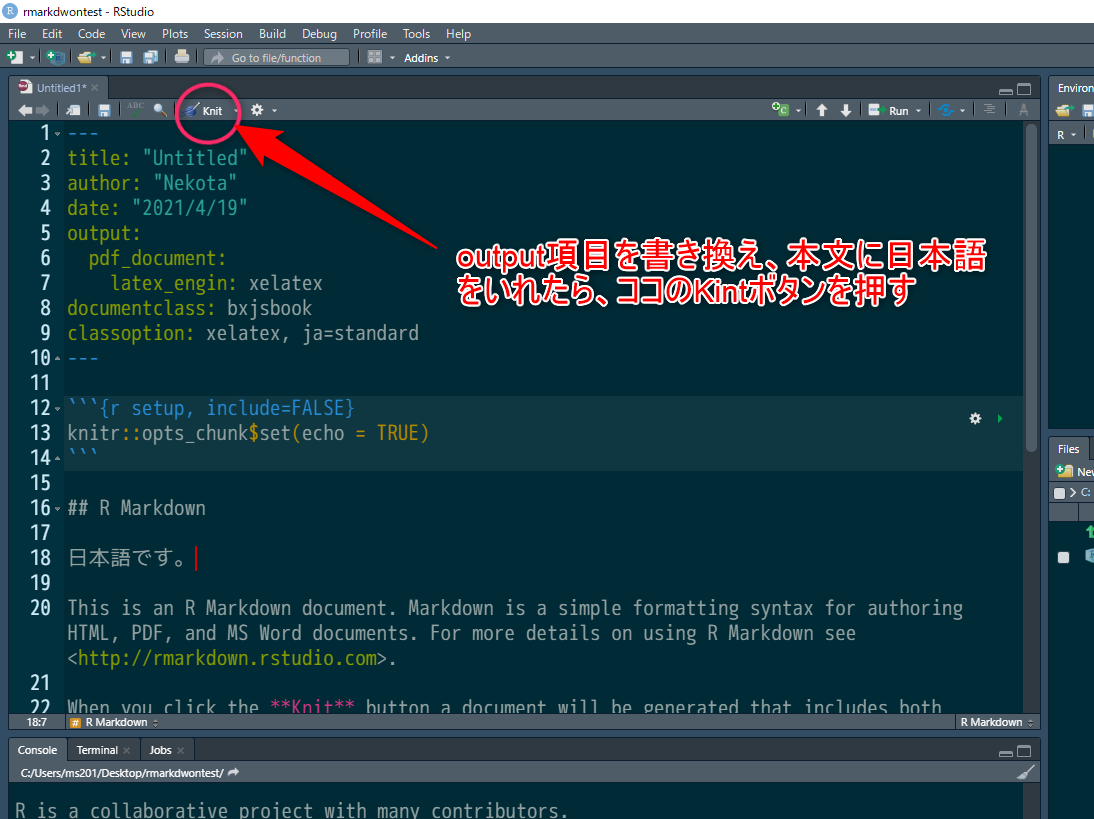 rmarkdwontest - RStudio
File Edit Code View Plots Session Build Debug Profile Tools Help
Go to file/function Addins
Untitled1*
ABC Knit Run
1 ---
2 title: "Untitled"
3 author: "Nekota"
4 date: "2021/4/19"
5 output:
6 pdf_document:
7 latex_engin: xelatex
8 documentclass: bxjsbook
9 classoption: xelatex, ja=standard
10 ---
11
12 ```{r setup, include=FALSE}
13 knitr::opts_chunk$set(echo = TRUE)
14 ```
15
16 ## R Markdown
17
18 日本語です。
19
20 This is an R Markdown document. Markdown is a simple formatting syntax for authoring
HTML, PDF, and MS Word documents. For more details on using R Markdown see
<http://rmarkdown.rstudio.com>.
21
22 When you click the **Knit** button a document will be generated that includes both
output項目を書き換え、本文に日本語
をいれたら、ココのKintボタンを押す
18:7 # R Markdown R Markdown
Console Terminal Jobs
C:/Users/ms201/Desktop/rmarkdwontest/
R is a collaborative project with many contributors.
Environ
R
Files
New
C: